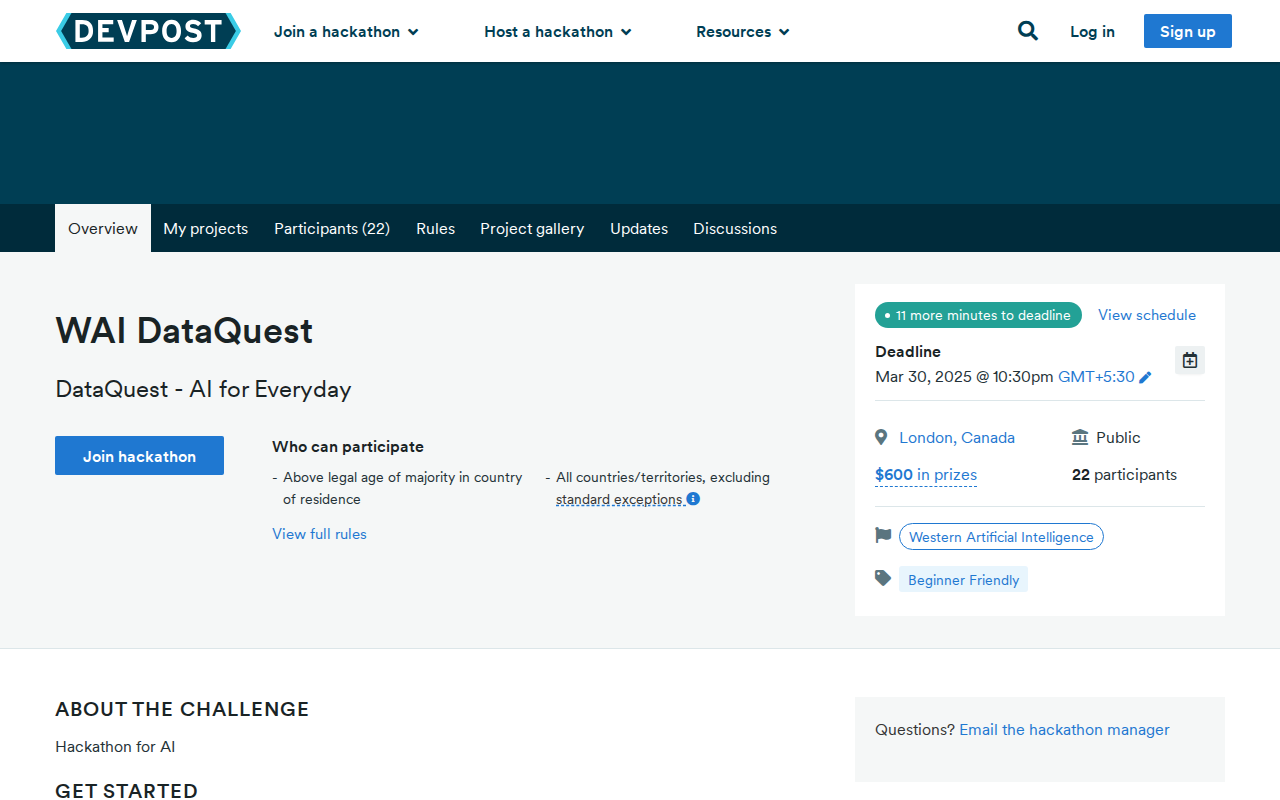 DEVPOST
Join a hackathon
Host a hackathon
Resources
Log in
Sign up
Overview
My projects
Participants (22)
Rules
Project gallery
Updates
Discussions
WAI DataQuest
DataQuest - AI for Everyday
Join hackathon
Who can participate
- Above legal age of majority in country
of residence
- All countries/territories, excluding
standard exceptions
View full rules
11 more minutes to deadline
View schedule
Deadline
Mar 30, 2025 @ 10:30pm GMT+5:30
London, Canada
Public
$600 in prizes
22 participants
Western Artificial Intelligence
Beginner Friendly
ABOUT THE CHALLENGE
Hackathon for AI
GET STARTED
Questions? Email the hackathon manager